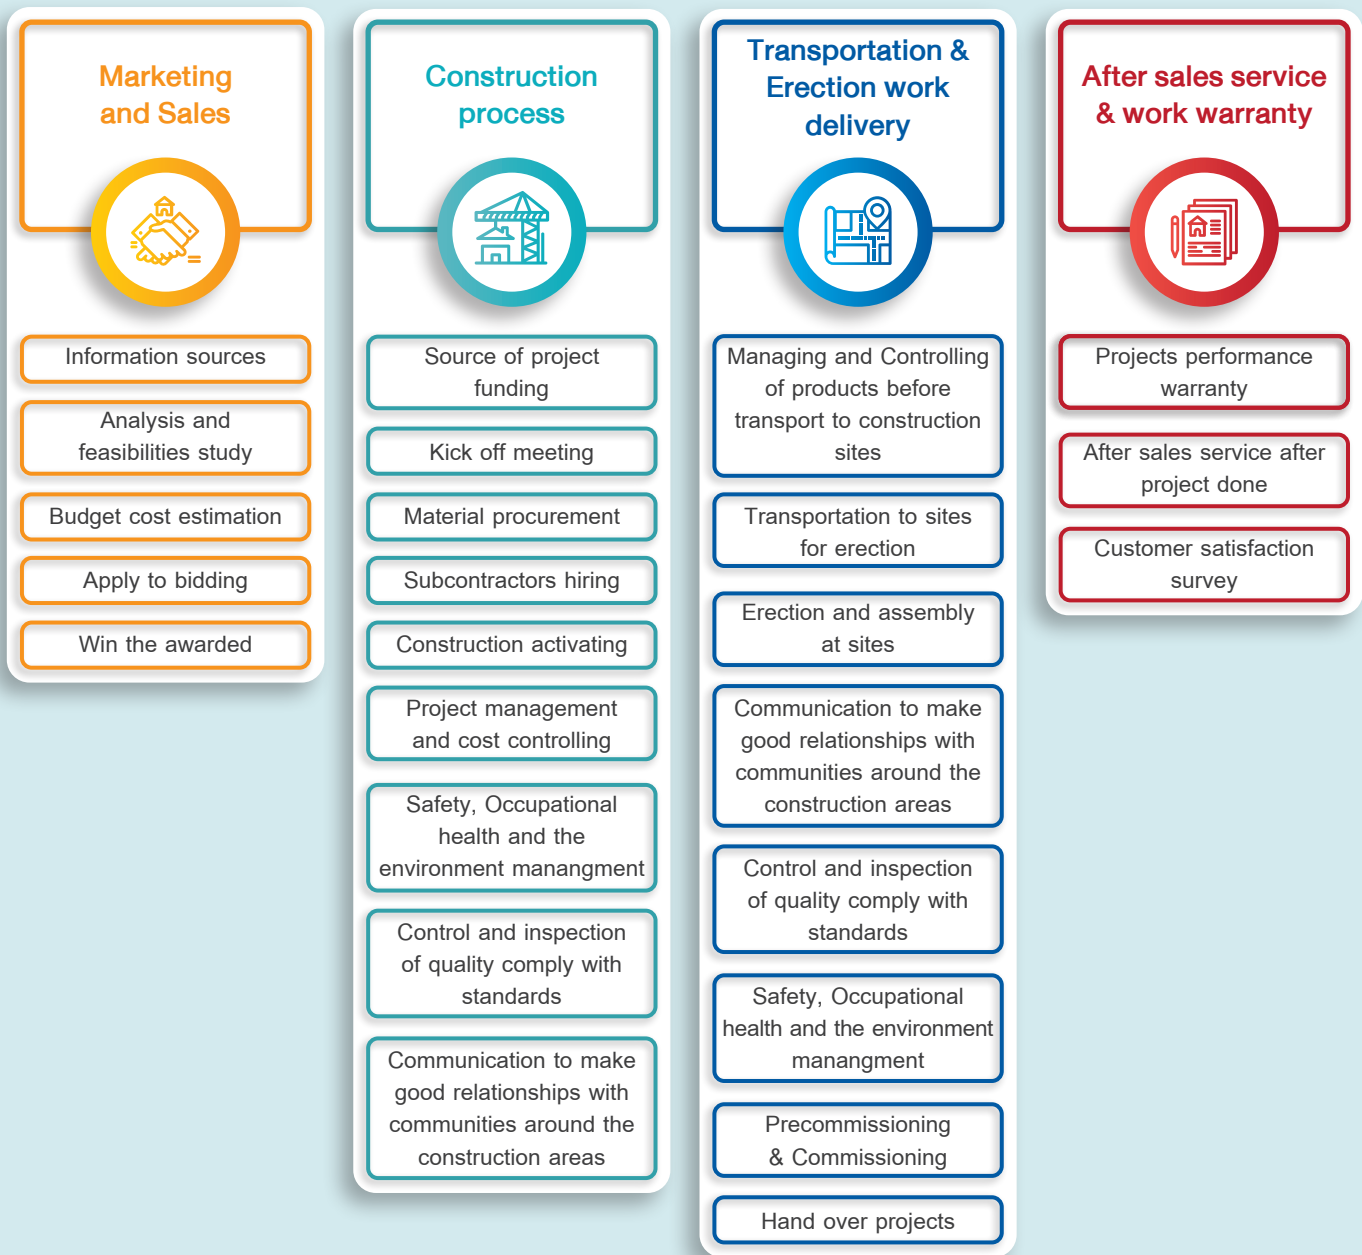 Marketing
and Sales
Information sources
Analysis and
feasibilities study
Budget cost estimation
Apply to bidding
Win the awarded
Construction
process
Source of project
funding
Kick off meeting
Material procurement
Subcontractors hiring
Construction activating
Project management
and cost controlling
Safety, Occupational
health and the
environment manangment
Control and inspection
of quality comply with
standards
Communication to make
good relationships with
communities around the
construction areas
Transportation &
Erection work
delivery
Managing and Controlling
of products before
transport to construction
sites
Transportation to sites
for erection
Erection and assembly
at sites
Communication to make
good relationships with
communities around the
construction areas
Control and inspection
of quality comply with
standards
Safety, Occupational
health and the environment
manangment
Precommissioning
& Commissioning
Hand over projects
After sales service
& work warranty
Projects performance
warranty
After sales service after
project done
Customer satisfaction
survey